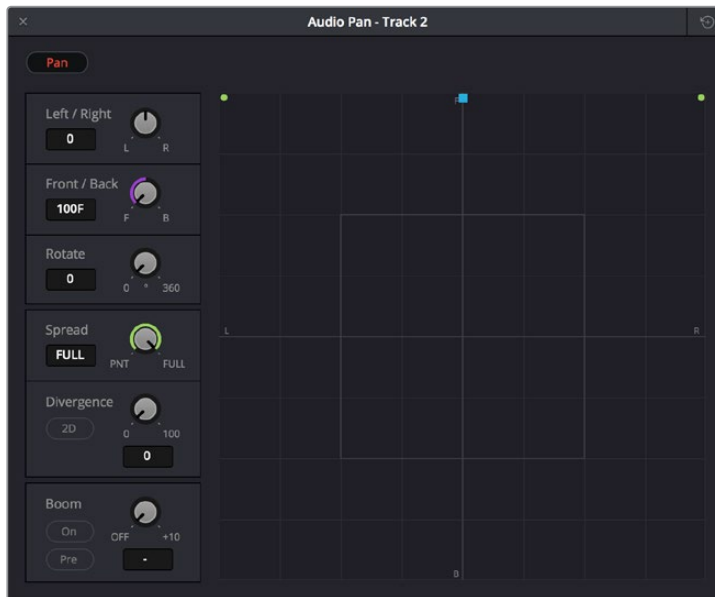 Audio Pan - Track 2
Pan
Left / Right
0
L R
Front / Back
100F
F B
Rotate
0
0 ° 360
Spread
FULL
PNT FULL
Divergence
2D
0 100
0
Boom
On
OFF +10
Pre
-
F
L
R
B